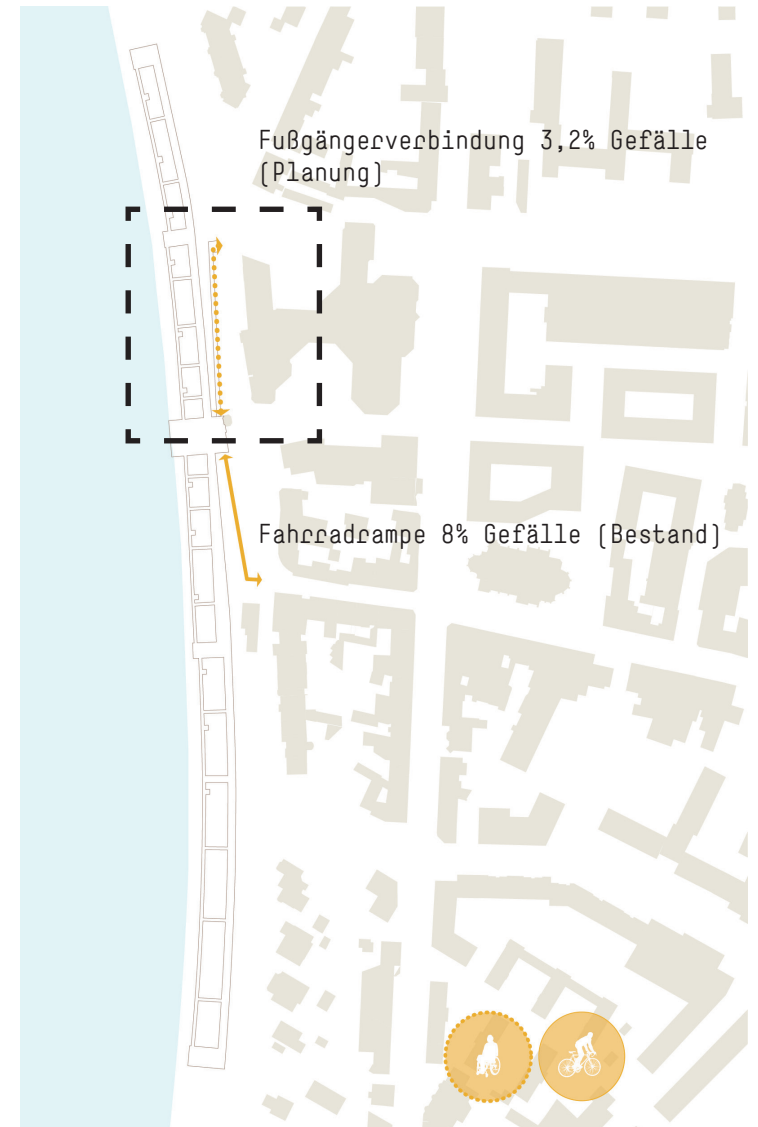 Fußgängerverbindung 3,2% Gefälle
(Planung)
Fahrradrampe 8% Gefälle (Bestand)